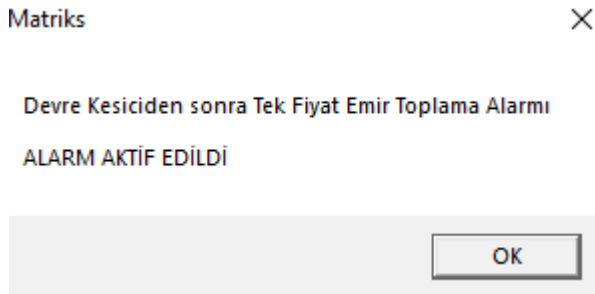 Matriks
Devre Kesiciden sonra Tek Fiyat Emir Toplama Alarmı
ALARM AKTİF EDİLDİ
OK